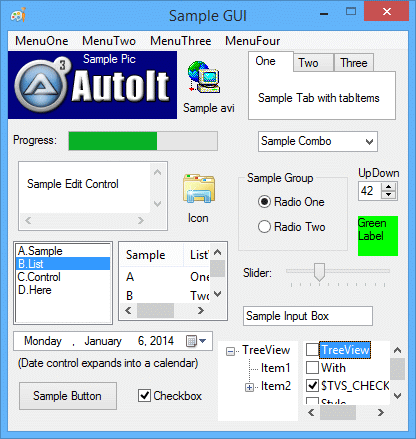 Sample GUI
MenuOne MenuTwo MenuThree MenuFour
Sample Pic
3
AutoIt
Sample avi
One Two Three
Sample Tab with tabItems
Progress:
Sample Combo
Sample Edit Control
Icon
Sample Group
Radio One
Radio Two
UpDown
42
Green
Label
A.Sample
B.List
C.Control
D.Here
Sample List
A One
B Two
Slider:
Sample Input Box
Monday , January 6, 2014
(Date control expands into a calendar)
Sample Button
Checkbox
TreeView
Item1
Item2
TreeView
With
$TVS_CHECK
Style